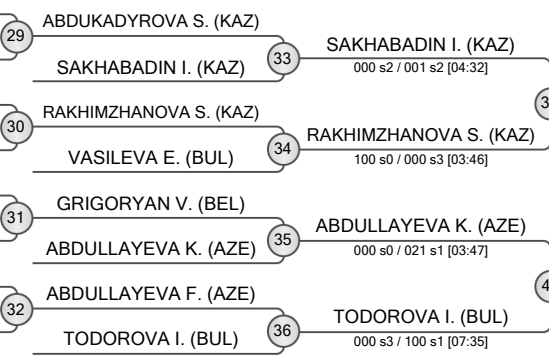 29
ABDUKADYROVA S. (KAZ)
SAKHABADIN I. (KAZ)
33
SAKHABADIN I. (KAZ)
000 s2 / 001 s2 [04:32]
30
RAKHIMZHANOVA S. (KAZ)
VASILEVA E. (BUL)
34
RAKHIMZHANOVA S. (KAZ)
100 s0 / 000 s3 [03:46]
31
GRIGORYAN V. (BEL)
ABDULLAYEVA K. (AZE)
35
ABDULLAYEVA K. (AZE)
000 s0 / 021 s1 [03:47]
32
ABDULLAYEVA F. (AZE)
TODOROVA I. (BUL)
36
TODOROVA I. (BUL)
000 s3 / 100 s1 [07:35]